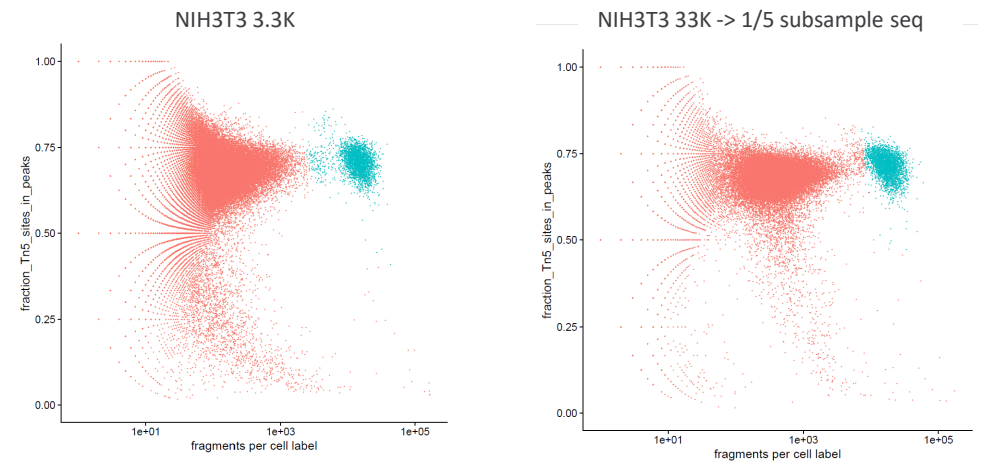 NIH3T3 3.3K
1.00
0.75
0.50
0.25
0.00
fraction_Tn5_sites_in_peaks
1e+01
1e+03
1e+05
fragments per cell label
NIH3T3 33K -> 1/5 subsample seq
1.00
0.75
0.50
0.25
0.00
fraction_Tn5_sites_in_peaks
1e+01
1e+03
1e+05
fragments per cell label